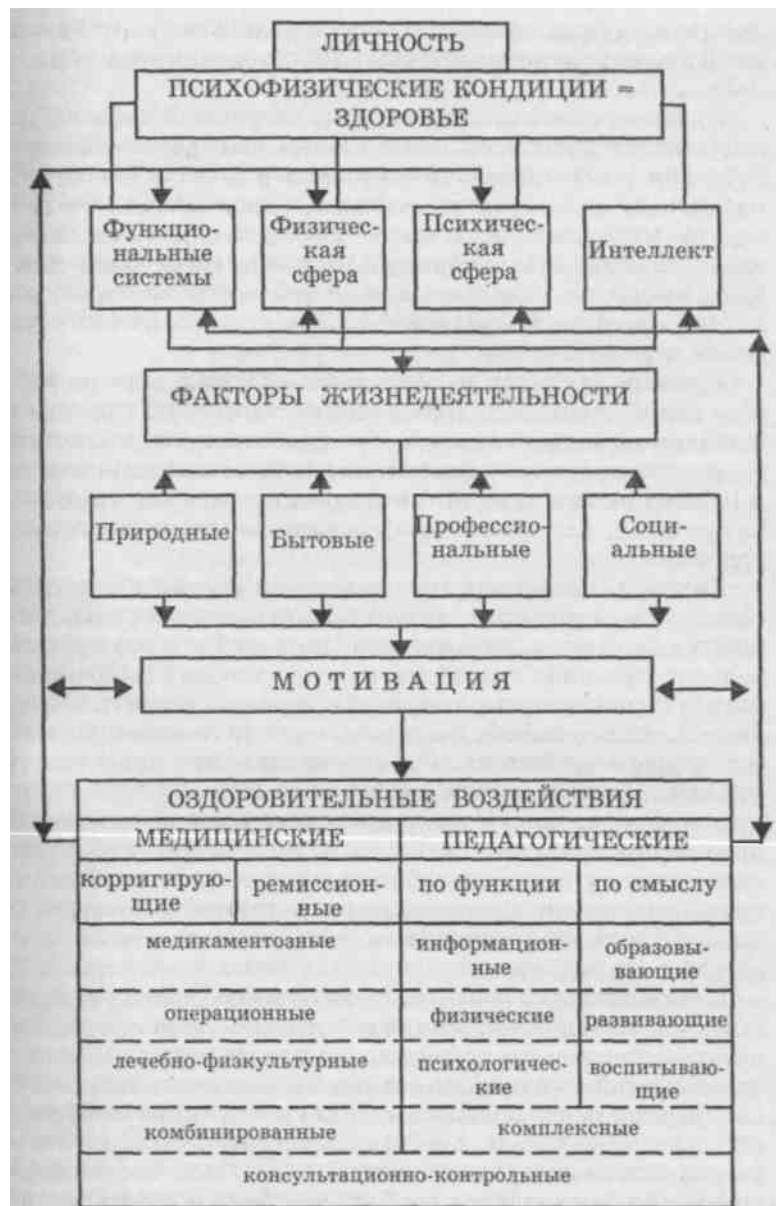 ЛИЧНОСТЬ
ПСИХОФИЗИЧЕСКИЕ КОНДИЦИИ =
ЗДОРОВЬЕ
Функцио-
нальные
системы
Физичес-
кая
сфера
Психичес-
кая
сфера
Интеллект
ФАКТОРЫ ЖИЗНЕДЕЯТЕЛЬНОСТИ
Природные
Бытовые
Профессио-
нальные
Соци-
альные
МОТИВАЦИЯ
ОЗДОРОВИТЕЛЬНЫЕ ВОЗДЕЙСТВИЯ
МЕДИЦИНСКИЕ
ПЕДАГОГИЧЕСКИЕ
корригирую-
щие
ремиссион-
ные
по функции
по смыслу
медикаментозные
информацион-
ные
образовы-
вающие
операционные
физические
развивающие
лечебно-физкультурные
психологичес-
кие
воспитываю-
щие
комбинированные
комплексные
консультационно-контрольные